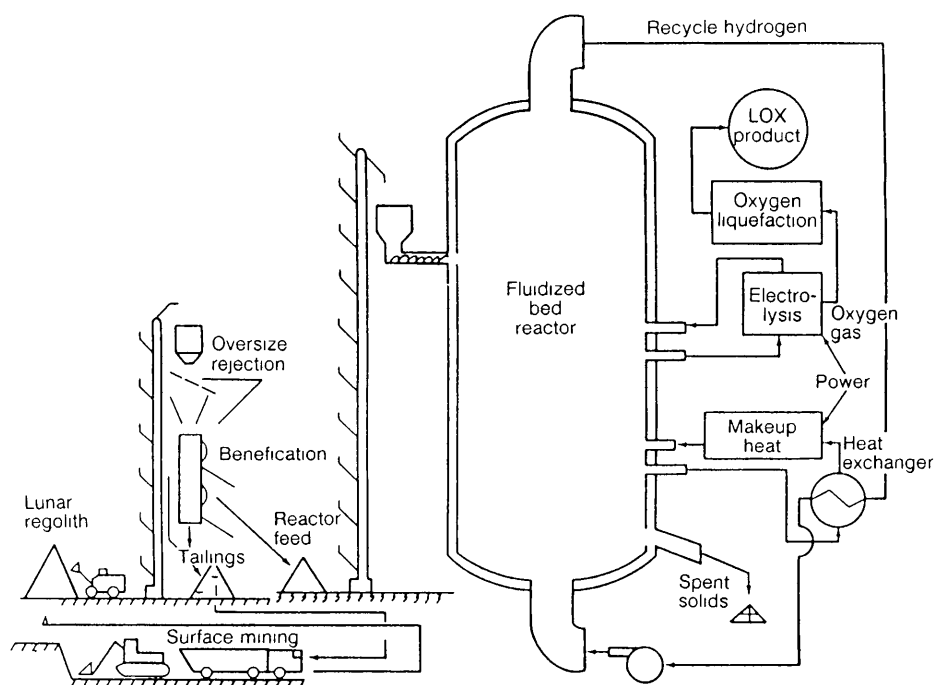 Recycle hydrogen
LOX
product
Oxygen
liquefaction
Fluidized
bed
reactor
Electro-
lysis
Oxygen
gas
Power
Makeup
heat
Heat
exchanger
Oversize
rejection
Benefication
Lunar
regolith
Reactor
feed
Tailings
Spent
solids
Surface mining